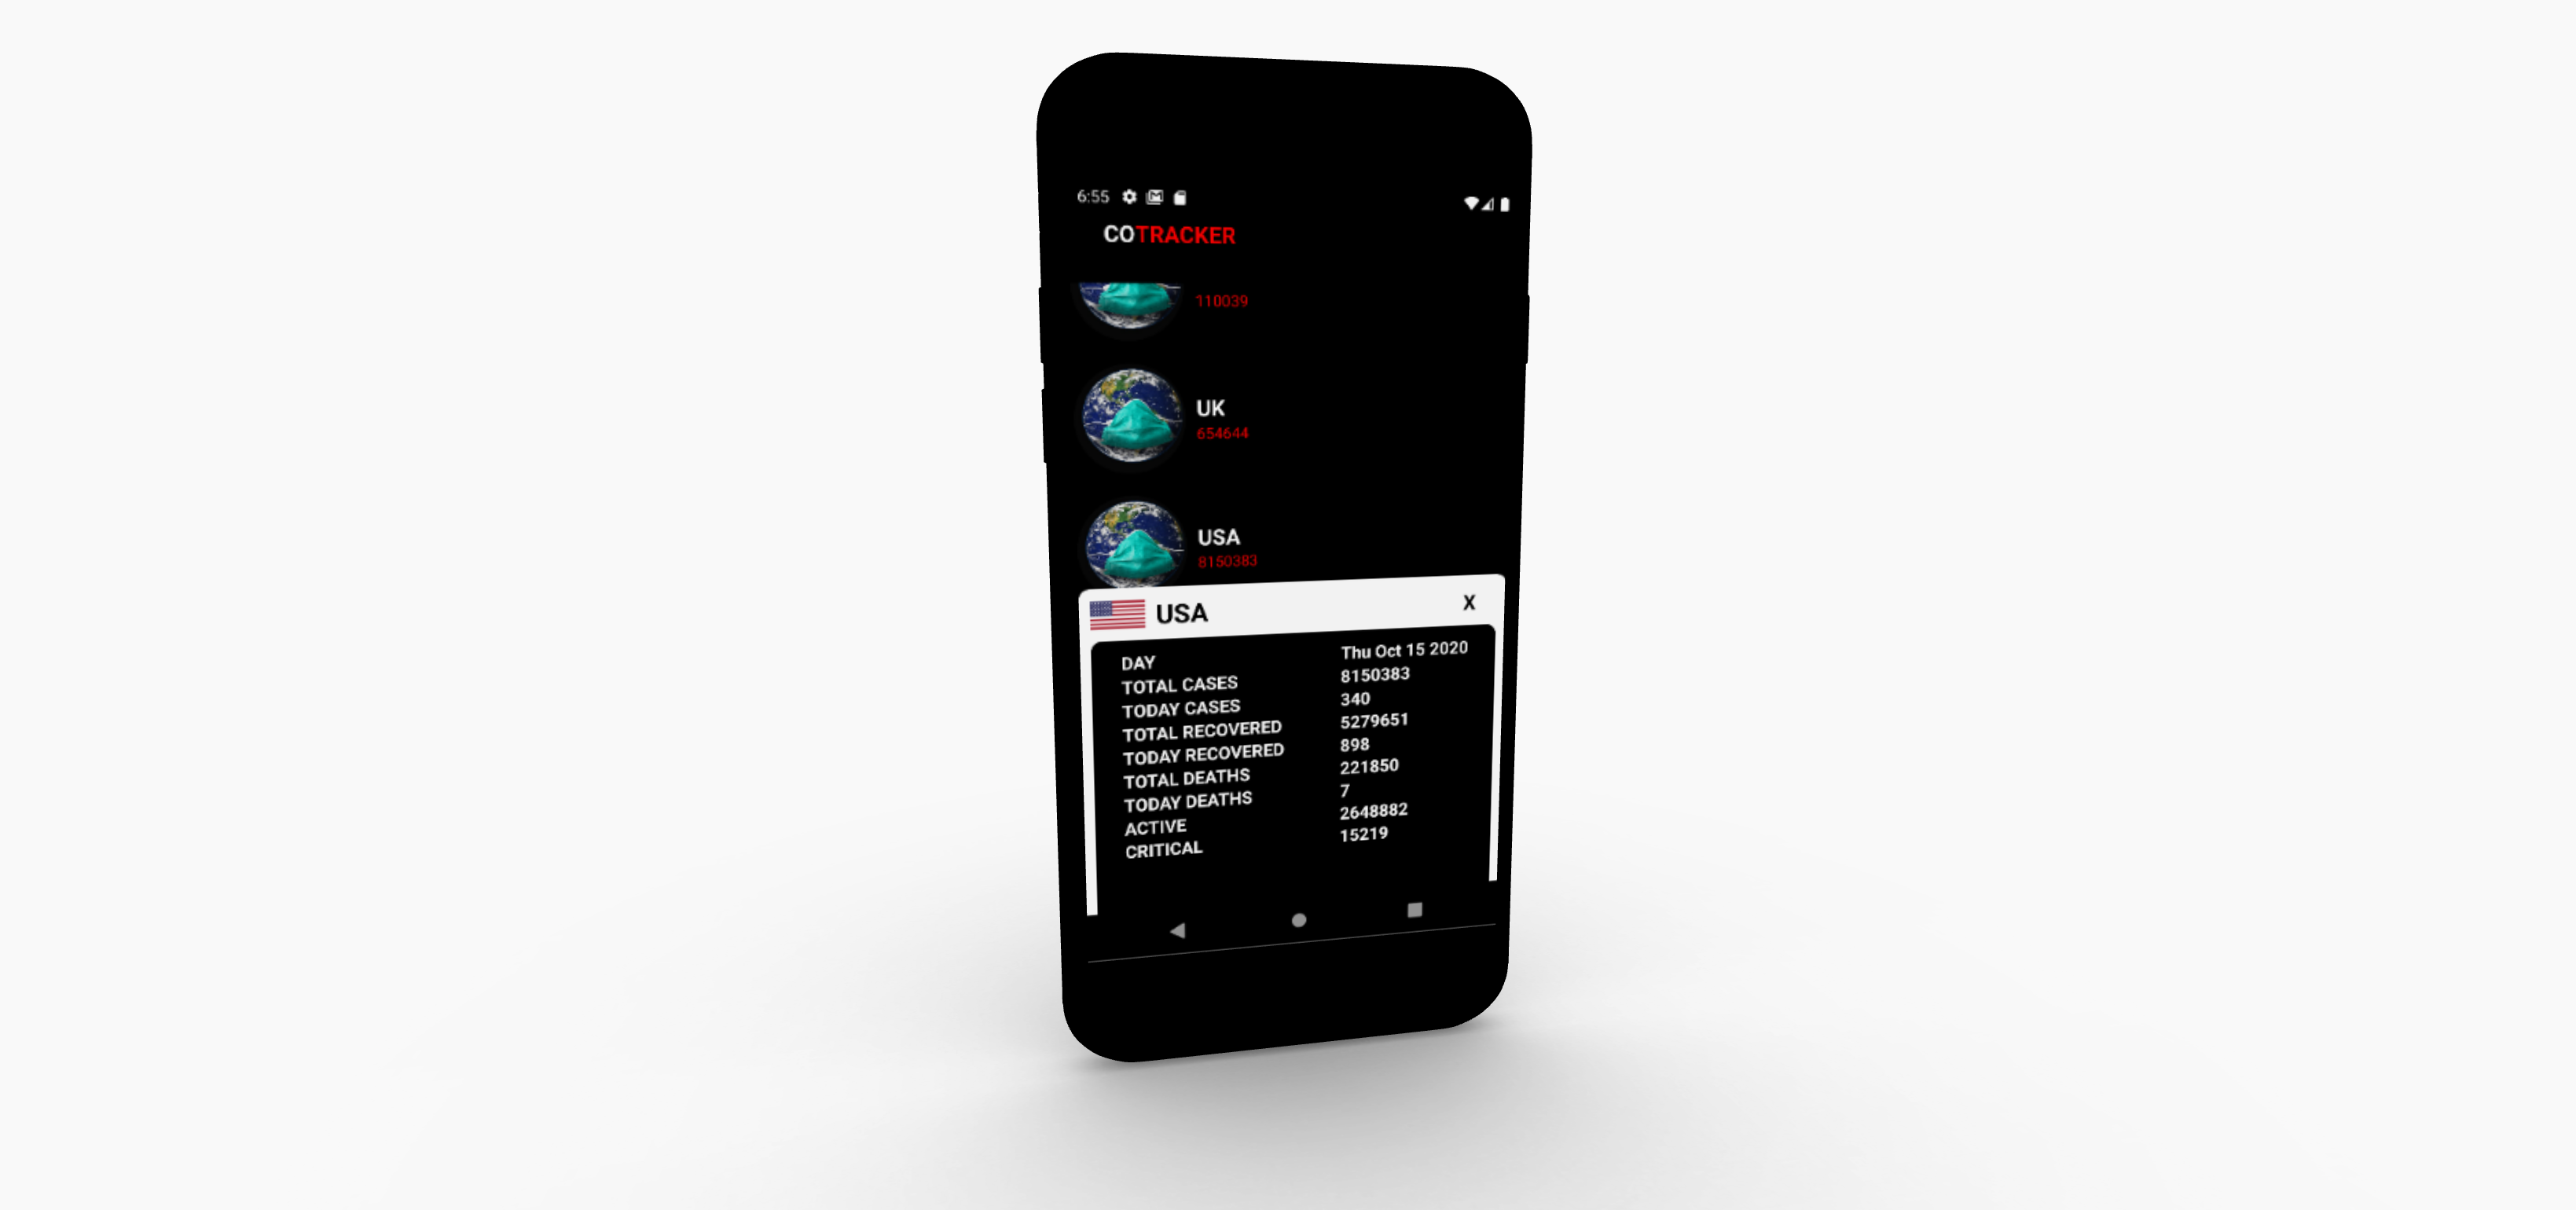 6:55
COTRACKER
110039
UK
654644
USA
8150383
USA X
DAY Thu Oct 15 2020
TOTAL CASES 8150383
TODAY CASES 340
TOTAL RECOVERED 5279651
TODAY RECOVERED 898
TOTAL DEATHS 221850
TODAY DEATHS 7
ACTIVE 2648882
CRITICAL 15219